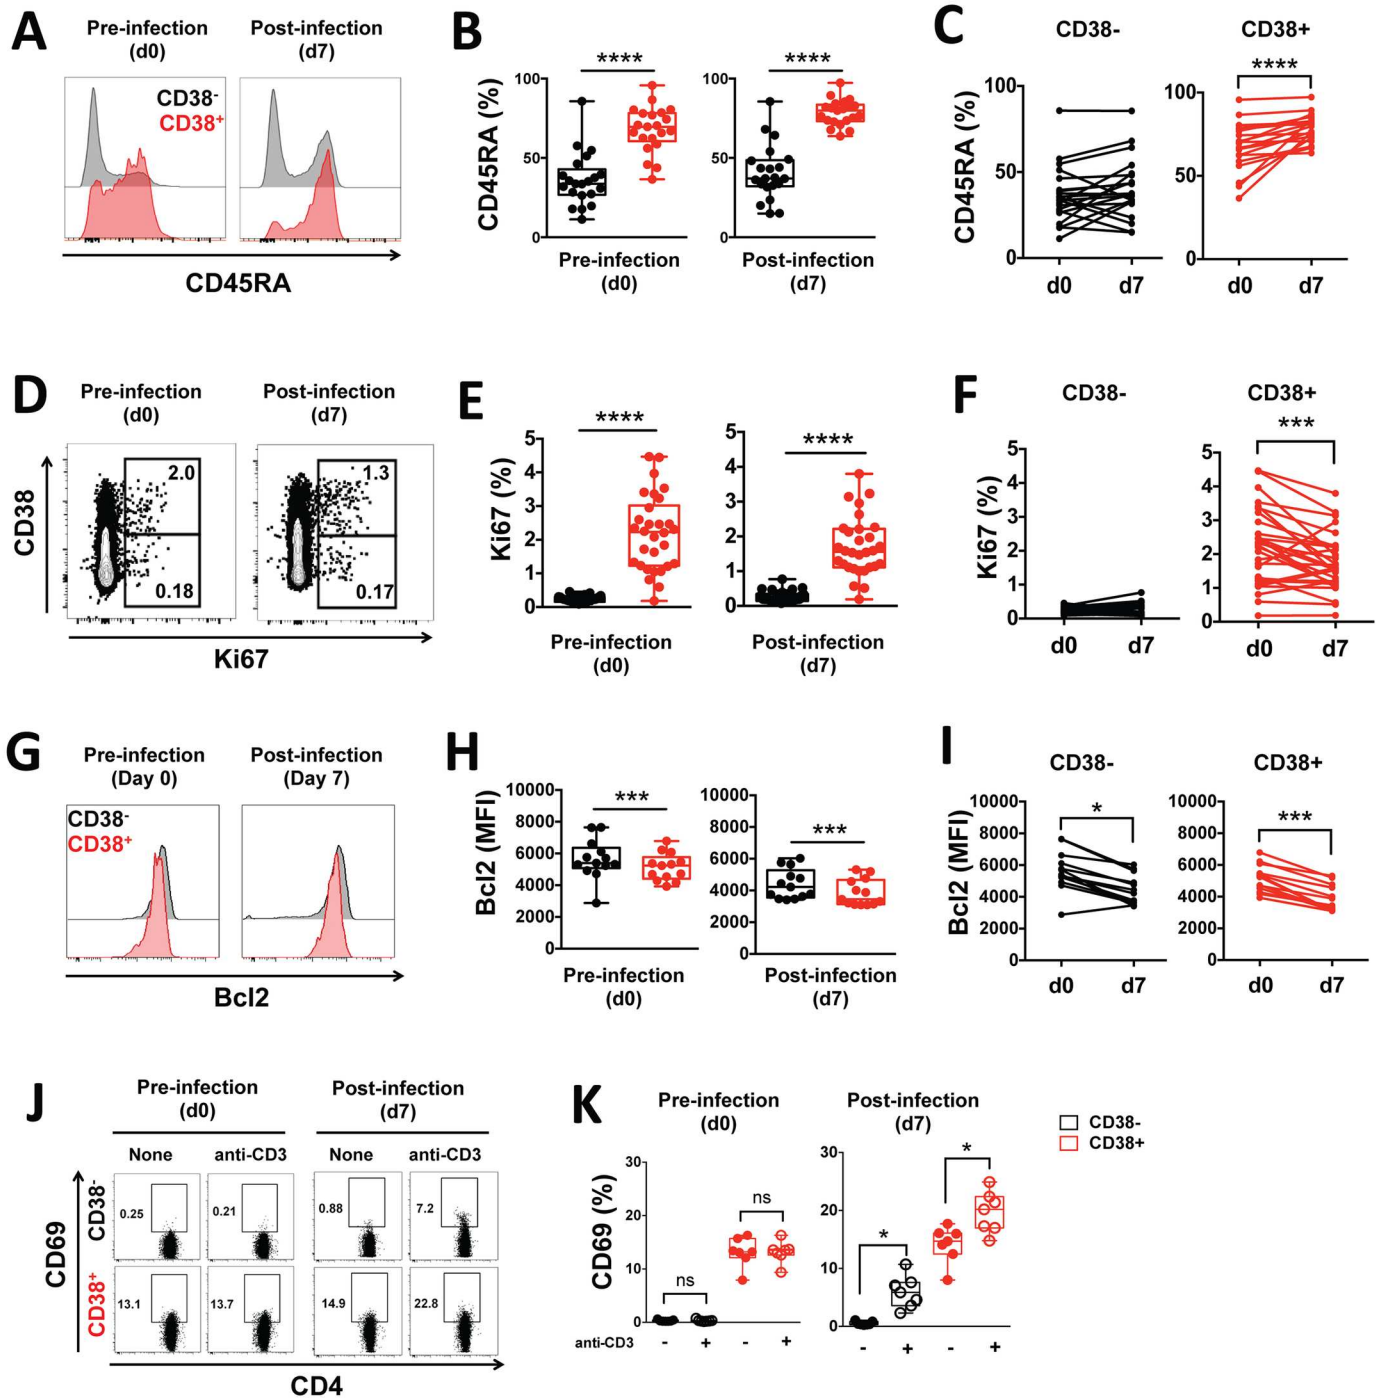 A
Pre-infection
(d0)
Post-infection
(d7)
CD38-
CD38+
CD45RA
B
****
****
CD45RA (%)
100
50
0
100
50
0
Pre-infection
(d0)
Post-infection
(d7)
C
CD38-
CD38+
****
CD45RA (%)
100
50
0
100
50
0
d0 d7
d0 d7
D
Pre-infection
(d0)
Post-infection
(d7)
CD38
2.0
0.18
1.3
0.17
Ki67
E
****
****
Ki67 (%)
5
4
3
2
1
0
5
4
3
2
1
0
Pre-infection
(d0)
Post-infection
(d7)
F
CD38-
CD38+
***
Ki67 (%)
5
4
3
2
1
0
5
4
3
2
1
0
d0 d7
d0 d7
G
Pre-infection
(Day 0)
Post-infection
(Day 7)
CD38-
CD38+
Bcl2
H
***
***
Bcl2 (MFI)
10000
8000
6000
4000
2000
0
10000
8000
6000
4000
2000
0
Pre-infection
(d0)
Post-infection
(d7)
I
CD38-
CD38+
*
***
Bcl2 (MFI)
10000
8000
6000
4000
2000
0
10000
8000
6000
4000
2000
0
d0 d7
d0 d7
J
Pre-infection
(d0)
Post-infection
(d7)
None anti-CD3 None anti-CD3
CD69
CD38-
CD38+
0.25 0.21 0.88 7.2
13.1 13.7 14.9 22.8
CD4
K
Pre-infection
(d0)
Post-infection
(d7)
CD38-
CD38+
CD69 (%)
30
20
10
0
ns
ns
30
20
10
0
*
*
anti-CD3 - + - + - + - +